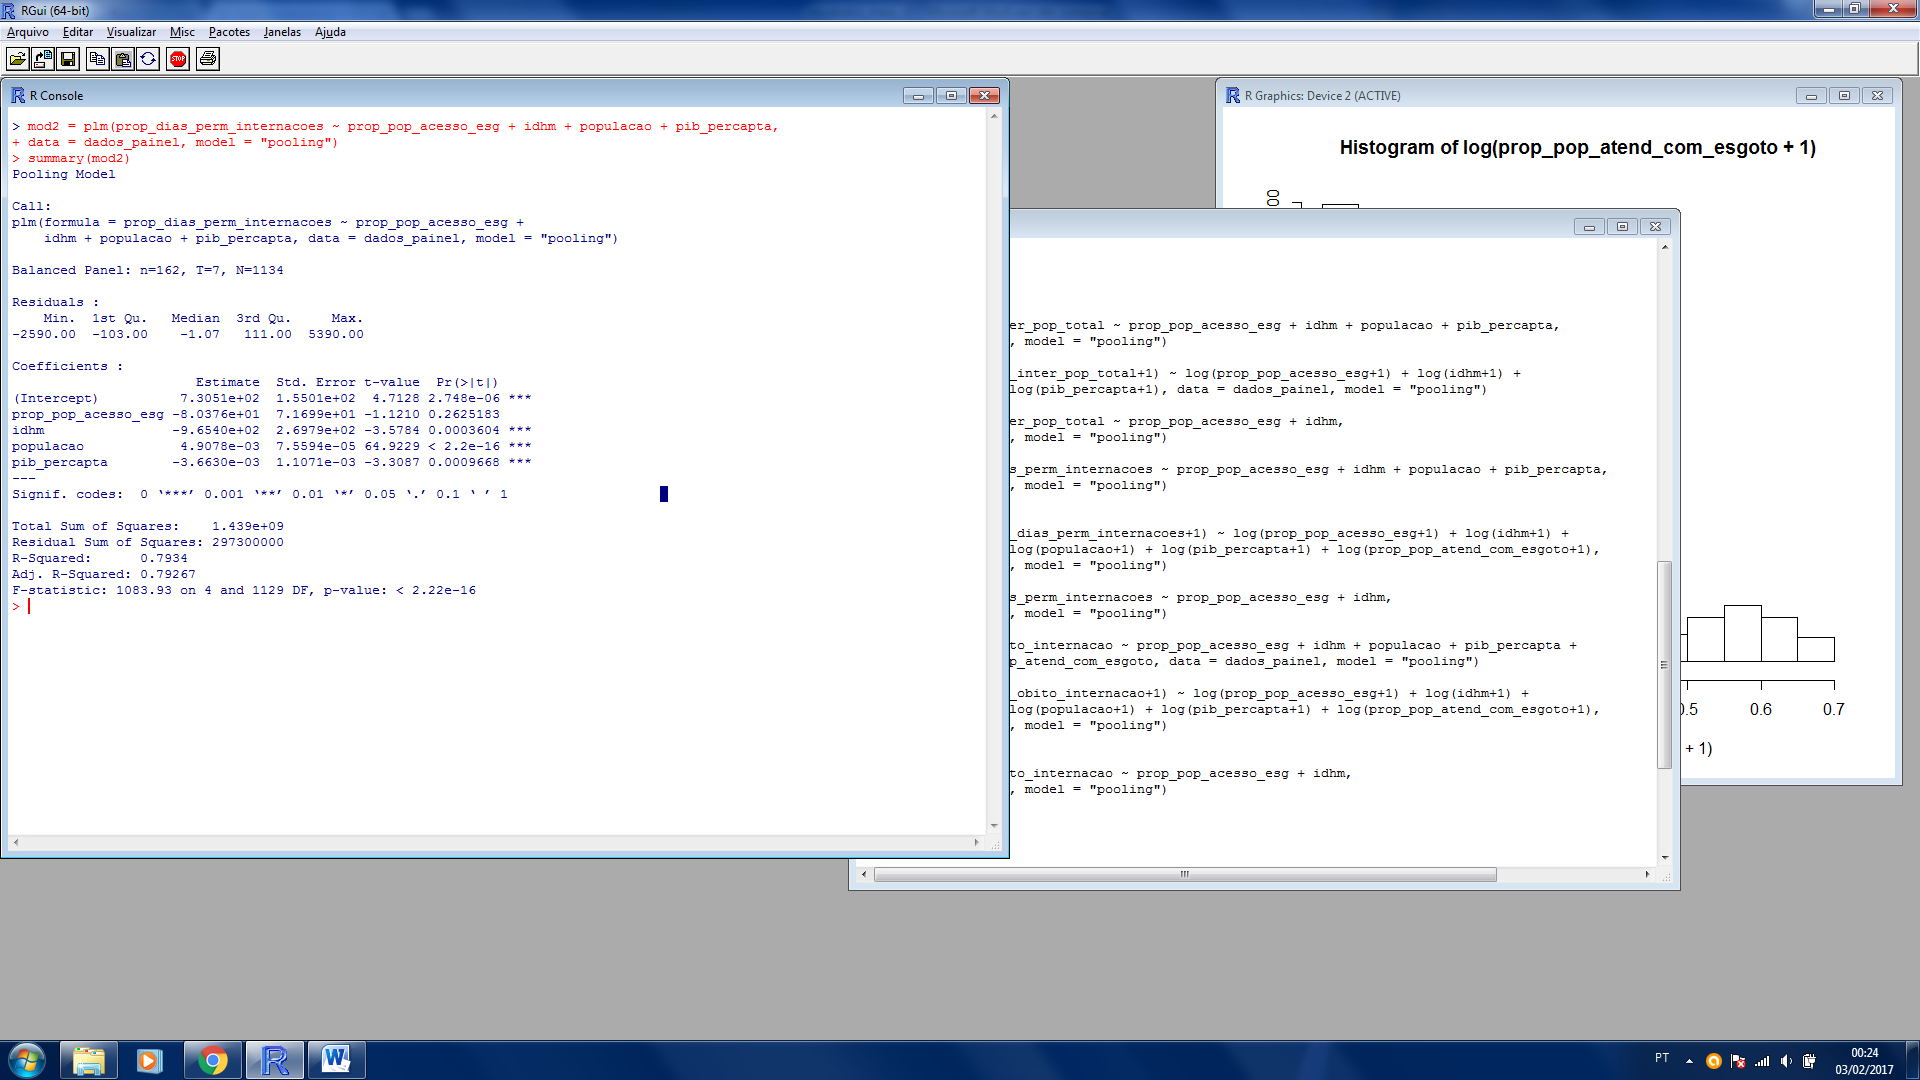 RGui (64-bit)
Arquivo Editar Visualizar Misc Pacotes Janelas Ajuda
STOP
R Console
> mod2 = plm(prop_dias_perm_internacoes ~ prop_pop_acesso_esg + idhm + populacao + pib_percapta,
+ data = dados_painel, model = "pooling")
> summary(mod2)
Pooling Model
Call:
plm(formula = prop_dias_perm_internacoes ~ prop_pop_acesso_esg +
    idhm + populacao + pib_percapta, data = dados_painel, model = "pooling")
Balanced Panel: n=162, T=7, N=1134
Residuals :
    Min.  1st Qu.   Median  3rd Qu.     Max.
-2590.00  -103.00    -1.07   111.00  5390.00
Coefficients :
                       Estimate  Std. Error t-value  Pr(>|t|)
(Intercept)          7.3051e+02  1.5501e+02  4.7128 2.748e-06 ***
prop_pop_acesso_esg -8.0376e+01  7.1699e+01 -1.1210 0.2625183
idhm                -9.6540e+02  2.6979e+02 -3.5784 0.0003604 ***
populacao            4.9078e-03  7.5594e-05 64.9229 < 2.2e-16 ***
pib_percapta        -3.6630e-03  1.1071e-03 -3.3087 0.0009668 ***
---
Signif. codes:  0 ‘***’ 0.001 ‘**’ 0.01 ‘*’ 0.05 ‘.’ 0.1 ‘ ’ 1
Total Sum of Squares:    1.439e+09
Residual Sum of Squares: 297300000
R-Squared:      0.7934
Adj. R-Squared: 0.79267
F-statistic: 1083.93 on 4 and 1129 DF, p-value: < 2.22e-16
>
R Graphics: Device 2 (ACTIVE)
Histogram of log(prop_pop_atend_com_esgoto + 1)
00
er_pop_total ~ prop_pop_acesso_esg + idhm + populacao + pib_percapta,
, model = "pooling")
_inter_pop_total+1) ~ log(prop_pop_acesso_esg+1) + log(idhm+1) +
log(pib_percapta+1), data = dados_painel, model = "pooling")
er_pop_total ~ prop_pop_acesso_esg + idhm,
, model = "pooling")
s_perm_internacoes ~ prop_pop_acesso_esg + idhm + populacao + pib_percapta,
, model = "pooling")
_dias_perm_internacoes+1) ~ log(prop_pop_acesso_esg+1) + log(idhm+1) +
log(populacao+1) + log(pib_percapta+1) + log(prop_pop_atend_com_esgoto+1),
, model = "pooling")
s_perm_internacoes ~ prop_pop_acesso_esg + idhm,
, model = "pooling")
to_internacao ~ prop_pop_acesso_esg + idhm + populacao + pib_percapta +
p_atend_com_esgoto, data = dados_painel, model = "pooling")
_obito_internacao+1) ~ log(prop_pop_acesso_esg+1) + log(idhm+1) +
log(populacao+1) + log(pib_percapta+1) + log(prop_pop_atend_com_esgoto+1),
, model = "pooling")
to_internacao ~ prop_pop_acesso_esg + idhm,
, model = "pooling")
0.5 0.6 0.7
+ 1)
PT
00:24
03/02/2017